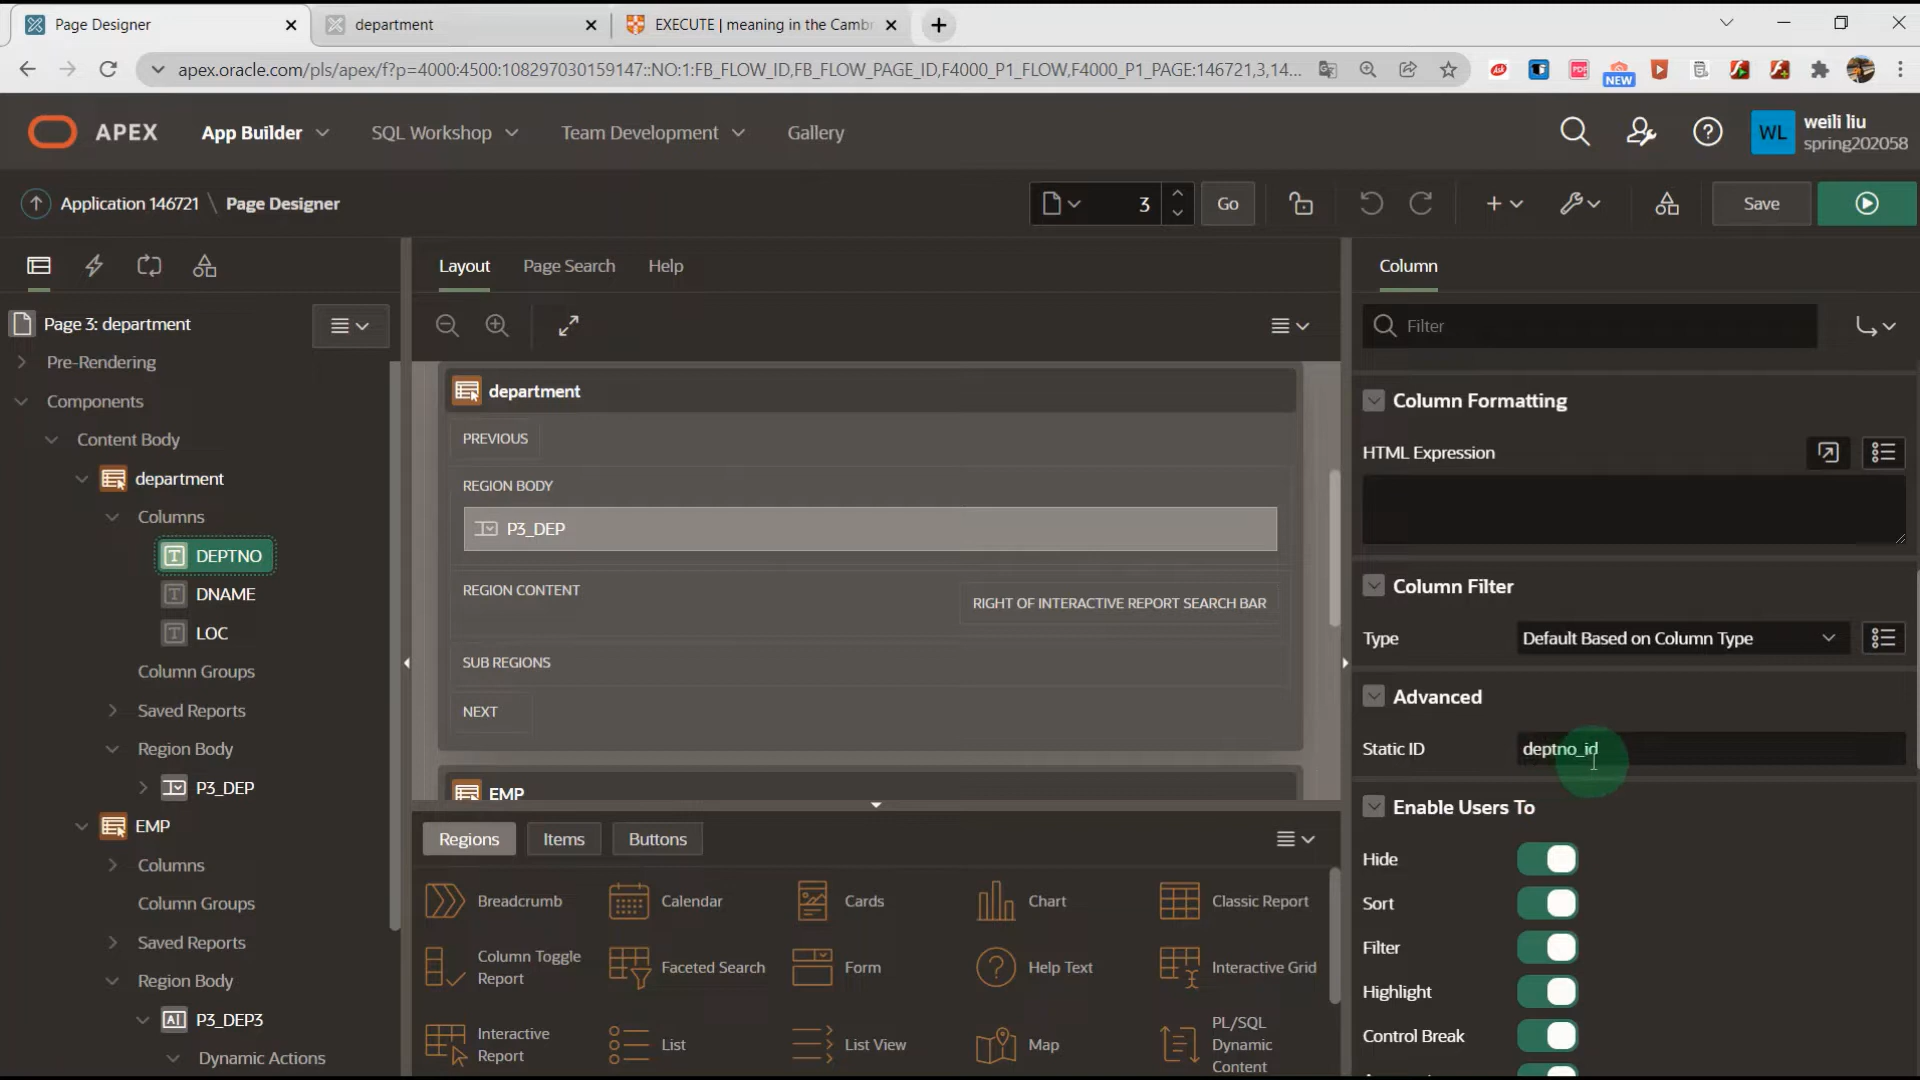 Page Designer
department
EXECUTE | meaning in the Camb
apex.oracle.com/pls/apex/f?p=4000:4500:108297030159147::NO:1:FB_FLOW_ID,FB_FLOW_PAGE_ID,F4000_P1_FLOW,F4000_P1_PAGE:146721,3,14...
NEW
APEX
App Builder
SQL Workshop
Team Development
Gallery
WL
weili liu
spring202058
Application 146721 \ Page Designer
3
Go
Save
Layout
Page Search
Help
Column
Page 3: department
Filter
Pre-Rendering
Components
Content Body
department
Columns
DEPTNO
DNAME
LOC
Column Groups
Saved Reports
Region Body
P3_DEP
EMP
Columns
Column Groups
Saved Reports
Region Body
P3_DEP3
Dynamic Actions
department
PREVIOUS
REGION BODY
P3_DEP
REGION CONTENT
RIGHT OF INTERACTIVE REPORT SEARCH BAR
SUB REGIONS
NEXT
EMP
Regions
Items
Buttons
Breadcrumb
Calendar
Cards
Chart
Classic Report
Column Toggle
Report
Faceted Search
Form
Help Text
Interactive Grid
Interactive
Report
List
List View
Map
PL/SQL
Dynamic
Content
Column Formatting
HTML Expression
Column Filter
Type
Default Based on Column Type
Advanced
Static ID
deptno_id
Enable Users To
Hide
Sort
Filter
Highlight
Control Break